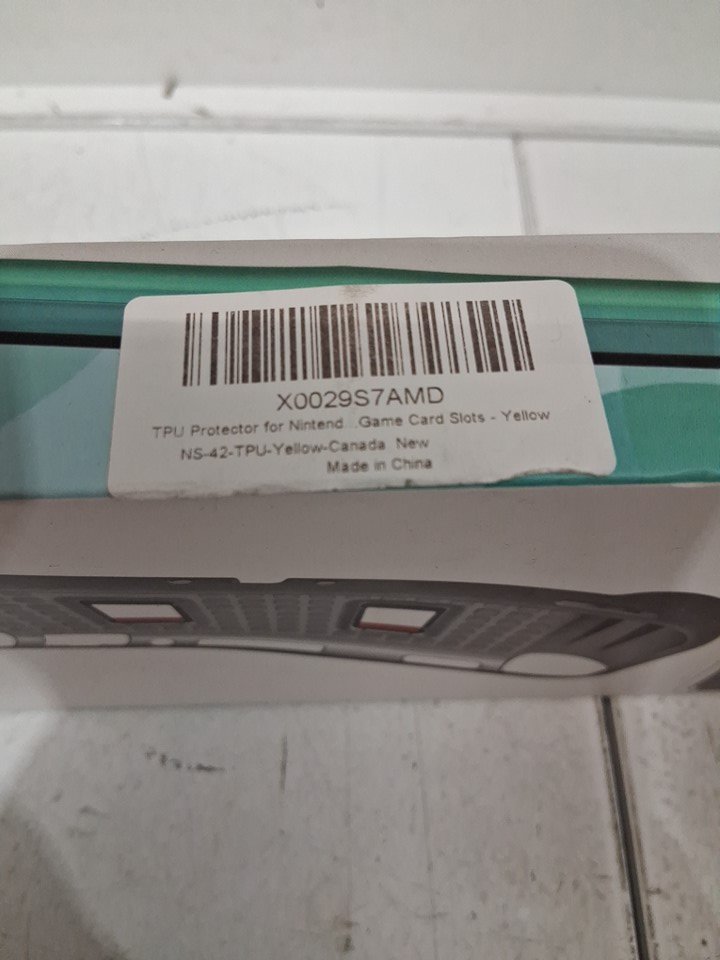 X0029S7AMD
TPU Protector for Nintend...Game Card Slots - Yellow
NS-42-TPU-Yellow-Canada New
Made in China